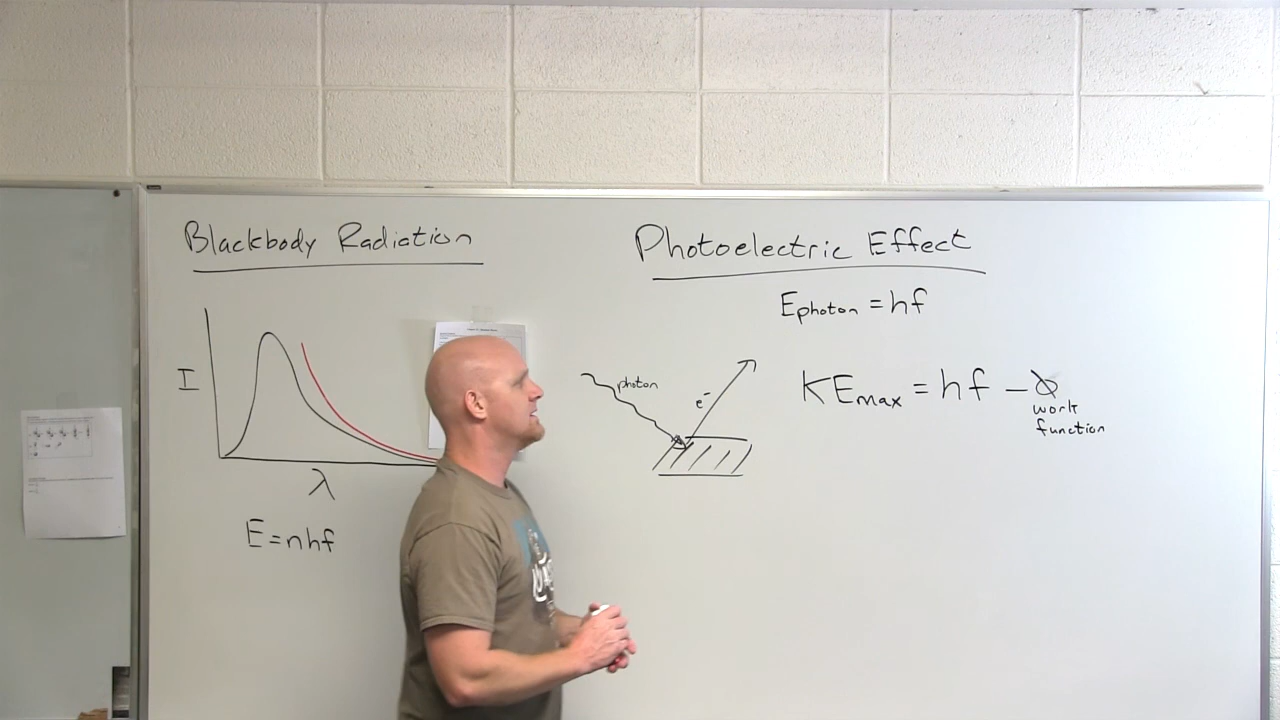 Blackbody Radiation
I
λ
E = nhf
Photoelectric Effect
Ephoton = hf
photon
e⁻
KEmax = hf − ϕ
work
function